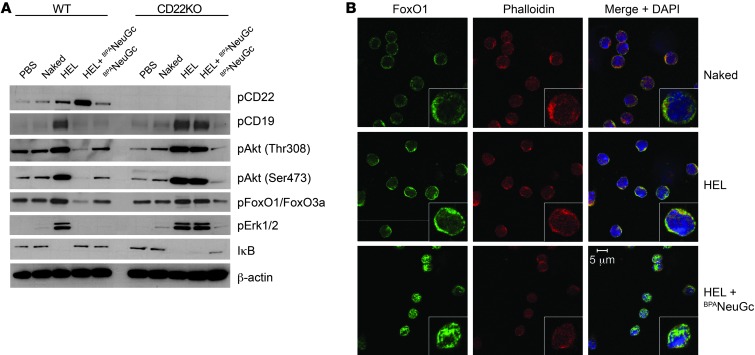 A
WT
CD22KO
PBS
Naked
HEL
HEL+ BPANeuGc
BPANeuGc
PBS
Naked
HEL
HEL+ BPANeuGc
BPANeuGc
pCD22
pCD19
pAkt (Thr308)
pAkt (Ser473)
pFoxO1/FoxO3a
pErk1/2
IκB
β-actin
B
FoxO1
Phalloidin
Merge + DAPI
Naked
HEL
5 μm
HEL +
BPANeuGc